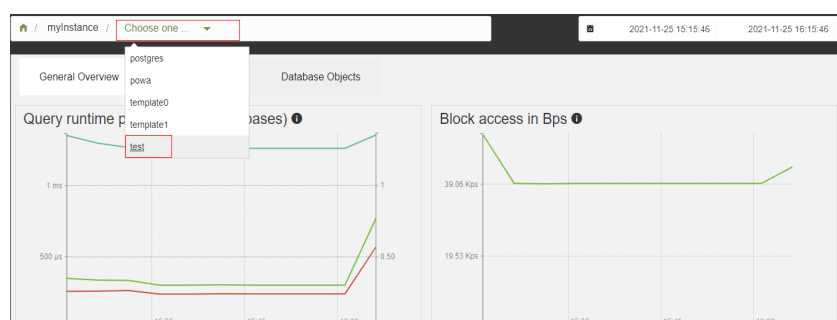 / myInstance / Choose one ...
2021-11-25 15:15:46 2021-11-25 16:15:46
postgres
powa
template0
template1
test
General Overview
Database Objects
Query runtime p
bases)
Block access in Bps
1 ms
1
500 µs
0.50
39.06 Kps
19.53 Kps